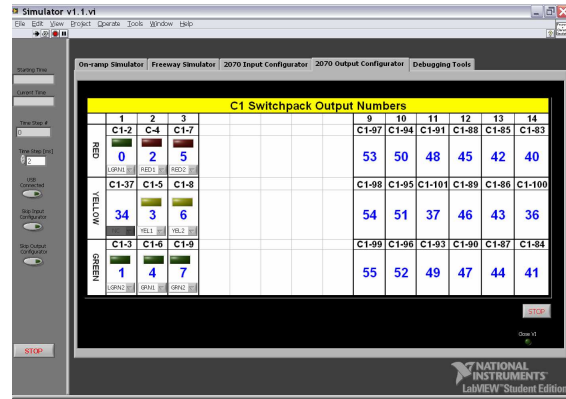 Simulator v1.1.vi
File Edit View Project Operate Tools Window Help
On-ramp Simulator Freeway Simulator 2070 Input Configurator 2070 Output Configurator Debugging Tools
Starting Time
Current Time
Time Step #
0
Time Step (ms)
2
USB Connected
Skip Input Configurator
Skip Output Configurator
STOP
C1 Switchpack Output Numbers
1 2 3 9 10 11 12 13 14
C1-2 C-4 C1-7 C1-97 C1-94 C1-91 C1-88 C1-85 C1-83
RED
0 2 5 53 50 48 45 42 40
LGRN1 RED1 RED2
C1-37 C1-5 C1-8 C1-98 C1-95 C1-101 C1-89 C1-86 C1-100
YELLOW
34 3 6 54 51 37 46 43 36
YEL1 YEL2
C1-3 C1-6 C1-9 C1-99 C1-96 C1-93 C1-90 C1-87 C1-84
GREEN
1 4 7 55 52 49 47 44 41
LGRN2 GRN1 GRN2
STOP
Close VI
NATIONAL
INSTRUMENTS
LabVIEW Student Edition